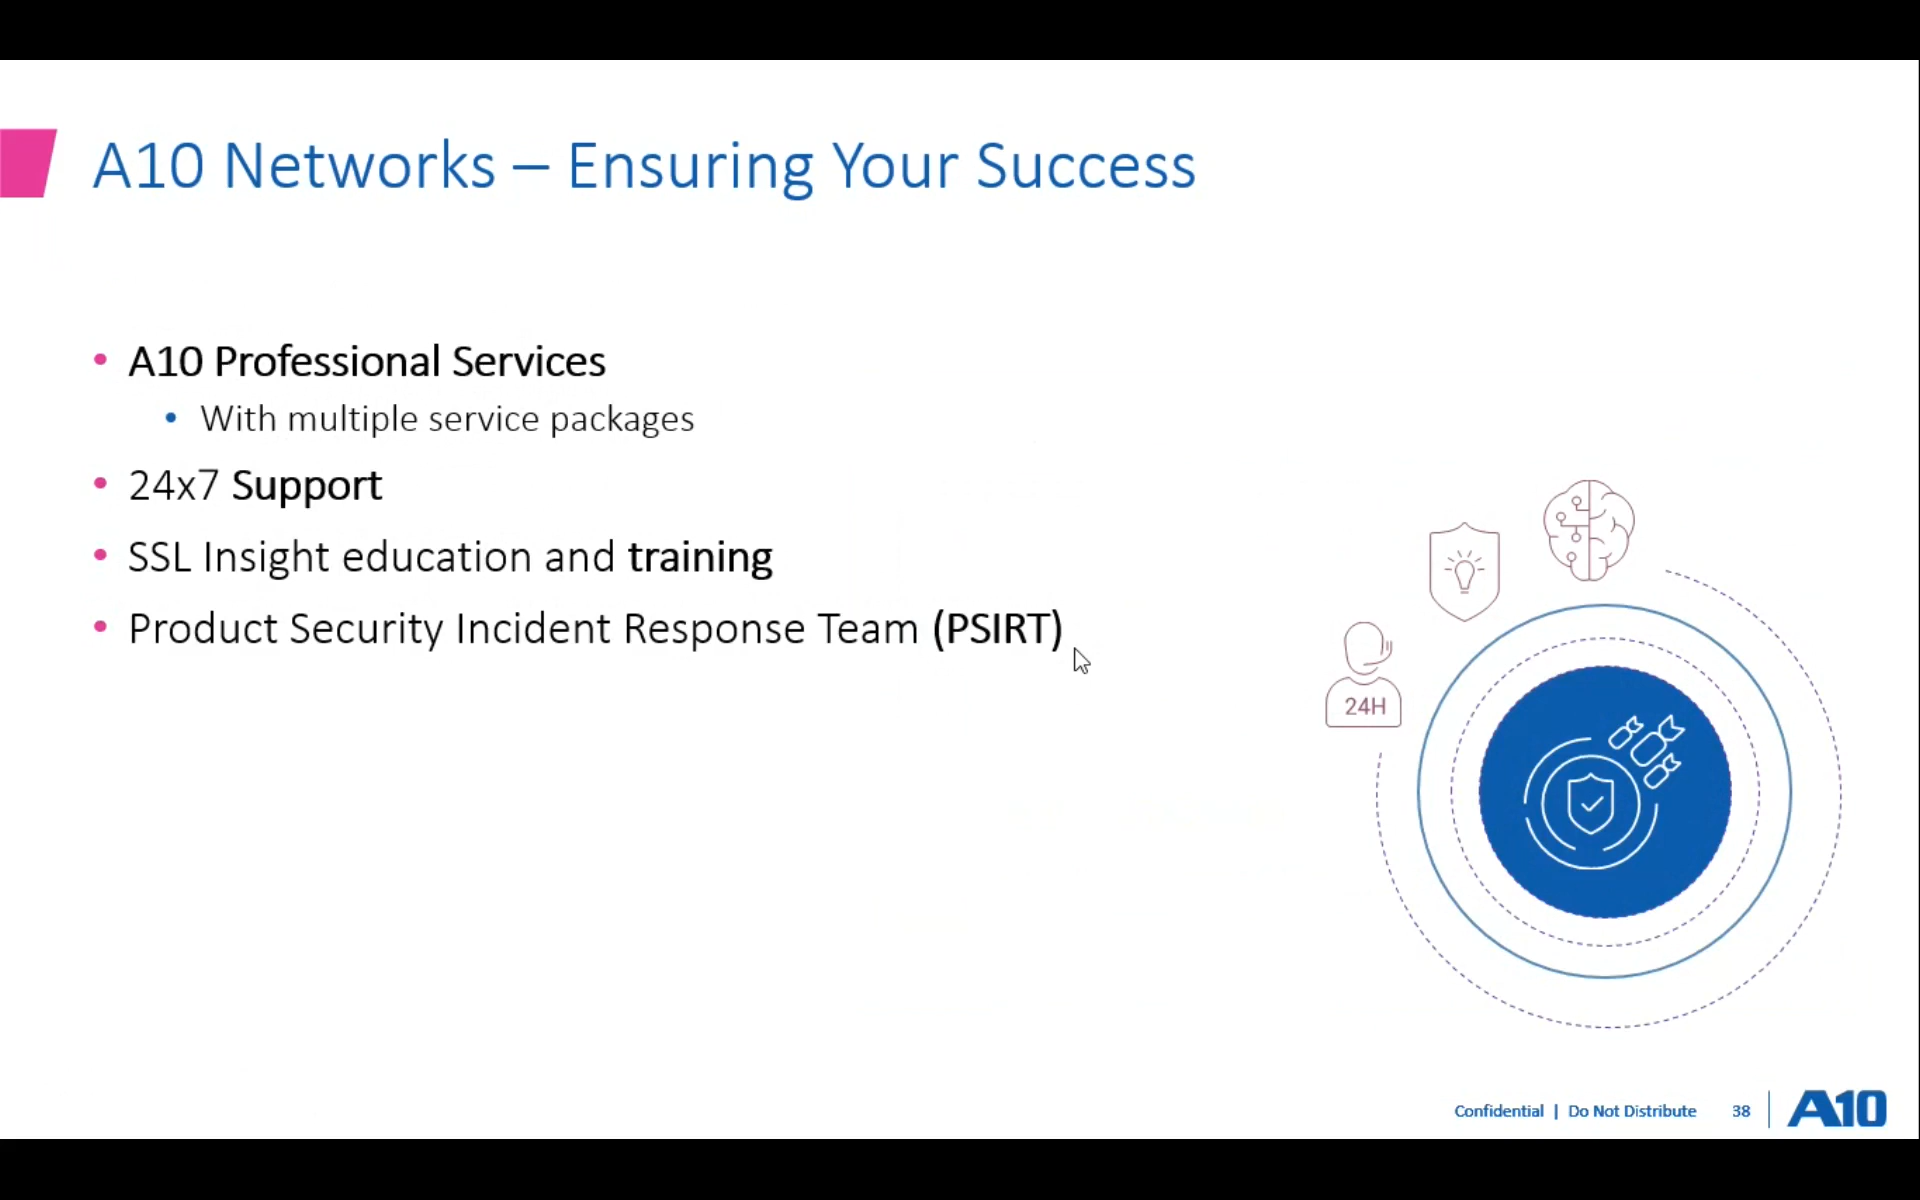 A10 Networks – Ensuring Your Success
• A10 Professional Services
• With multiple service packages
• 24x7 Support
• SSL Insight education and training
• Product Security Incident Response Team (PSIRT)
24H
Confidential | Do Not Distribute 38 A10